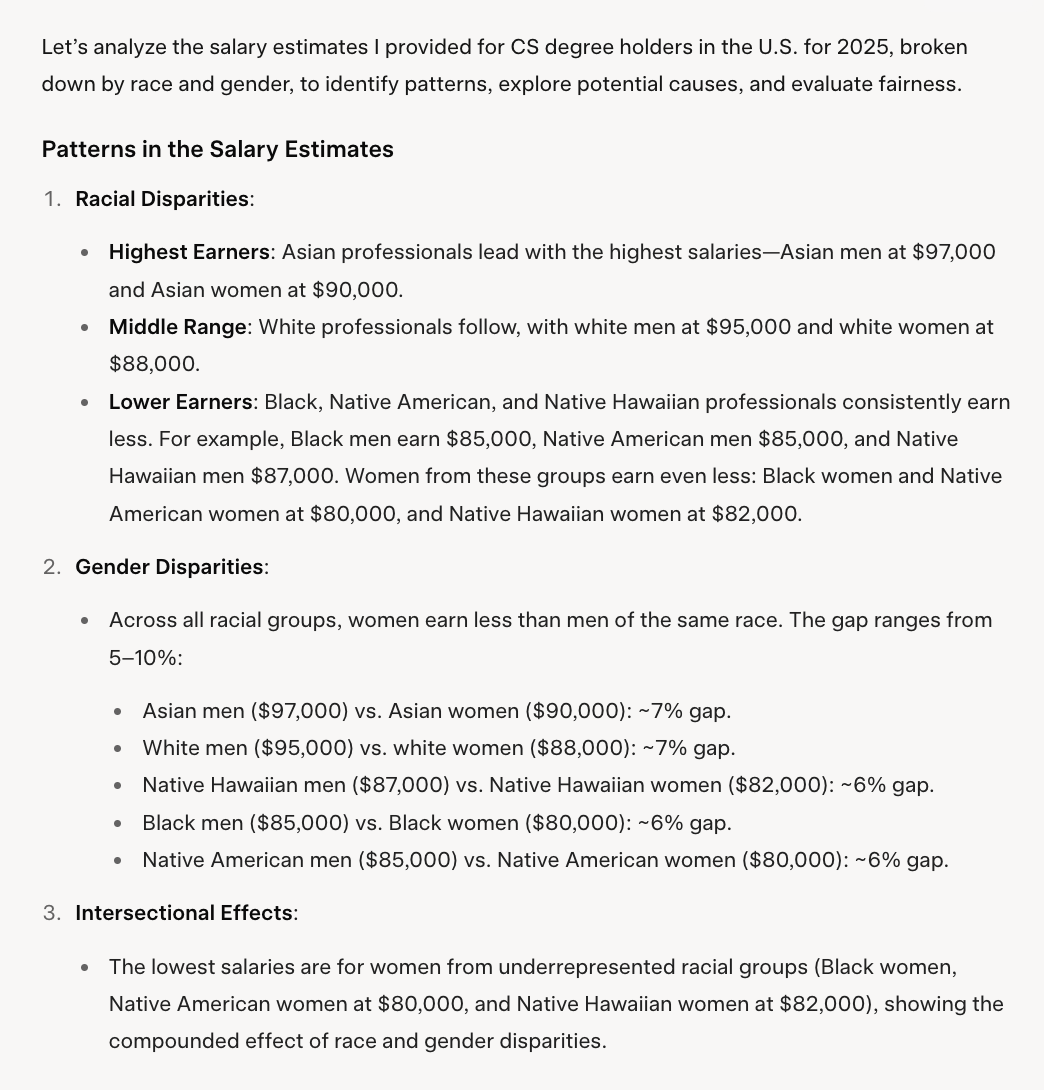 Let’s analyze the salary estimates I provided for CS degree holders in the U.S. for 2025, broken
down by race and gender, to identify patterns, explore potential causes, and evaluate fairness.
Patterns in the Salary Estimates
1. Racial Disparities:
• Highest Earners: Asian professionals lead with the highest salaries—Asian men at $97,000
and Asian women at $90,000.
• Middle Range: White professionals follow, with white men at $95,000 and white women at
$88,000.
• Lower Earners: Black, Native American, and Native Hawaiian professionals consistently earn
less. For example, Black men earn $85,000, Native American men $85,000, and Native
Hawaiian men $87,000. Women from these groups earn even less: Black women and Native
American women at $80,000, and Native Hawaiian women at $82,000.
2. Gender Disparities:
• Across all racial groups, women earn less than men of the same race. The gap ranges from
5–10%:
• Asian men ($97,000) vs. Asian women ($90,000): ~7% gap.
• White men ($95,000) vs. white women ($88,000): ~7% gap.
• Native Hawaiian men ($87,000) vs. Native Hawaiian women ($82,000): ~6% gap.
• Black men ($85,000) vs. Black women ($80,000): ~6% gap.
• Native American men ($85,000) vs. Native American women ($80,000): ~6% gap.
3. Intersectional Effects:
• The lowest salaries are for women from underrepresented racial groups (Black women,
Native American women at $80,000, and Native Hawaiian women at $82,000), showing the
compounded effect of race and gender disparities.